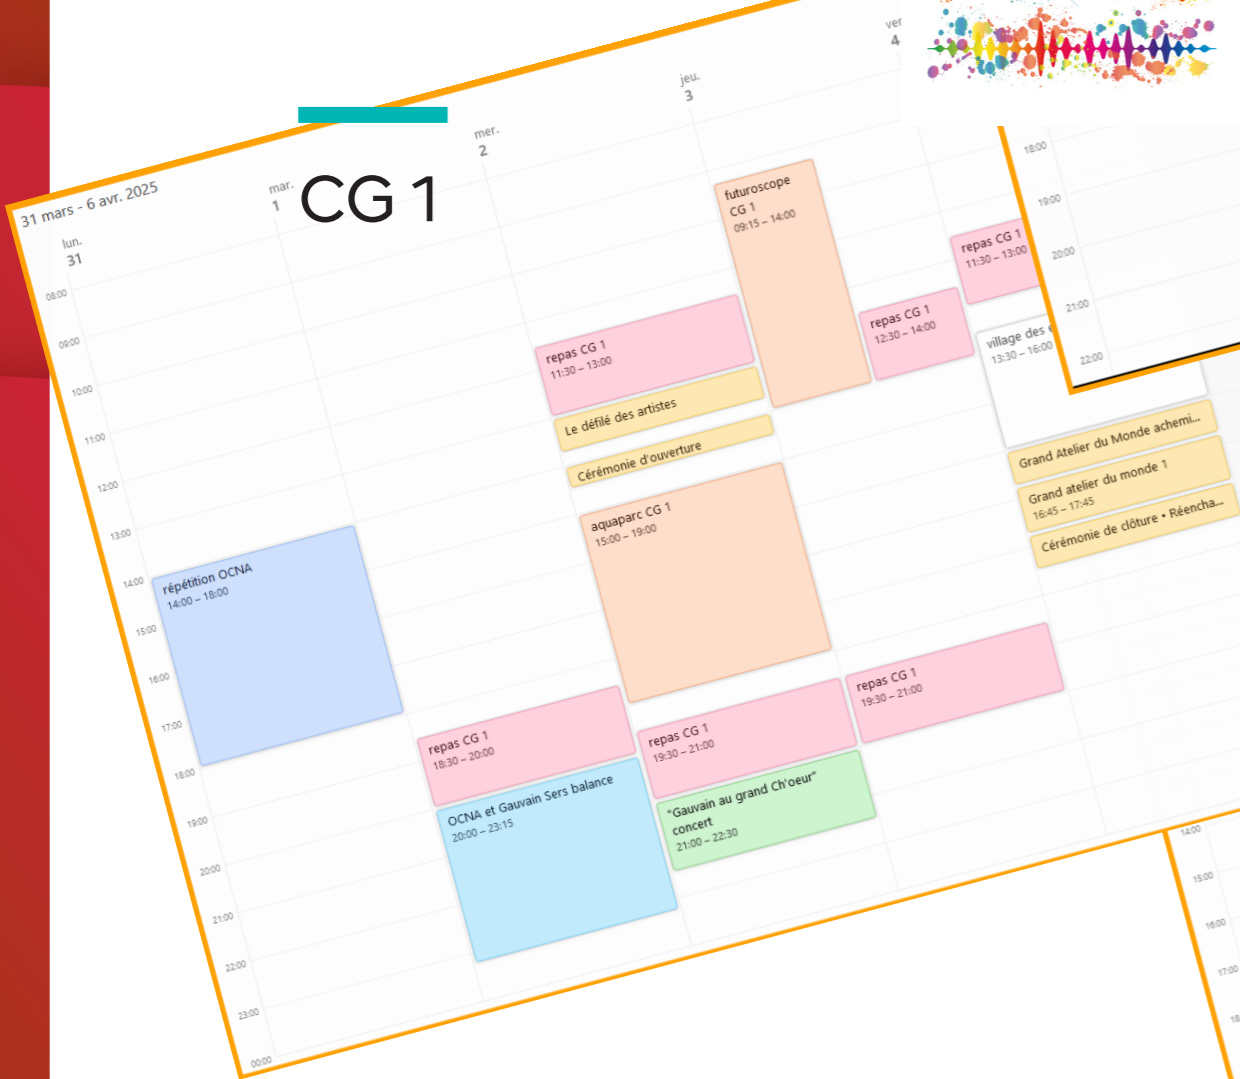 CG 1
31 mars - 6 avr. 2025
lun.
31
mar.
1
mer.
2
jeu.
3
4
08:00
09:00
10:00
11:00
12:00
13:00
14:00
15:00
16:00
17:00
18:00
19:00
20:00
21:00
22:00
23:00
00:00
répétition OCNA
14:00 – 18:00
repas CG 1
18:30 – 20:00
OCNA et Gauvain Sers balance
20:00 – 23:15
repas CG 1
11:30 – 13:00
Le défilé des artistes
Cérémonie d'ouverture
aquaparc CG 1
15:00 – 19:00
repas CG 1
19:30 – 21:00
"Gauvain au grand Ch'oeur"
concert
21:00 – 22:30
futuroscope
CG 1
09:15 – 14:00
repas CG 1
12:30 – 14:00
repas CG 1
19:30 – 21:00
repas CG 1
11:30 – 13:00
village des
13:30 – 16:00
Grand Atelier du Monde achemi...
Grand atelier du monde 1
16:45 – 17:45
Cérémonie de clôture • Réencha...
18:00
19:00
20:00
21:00
22:00
14:00
15:00
16:00
17:00